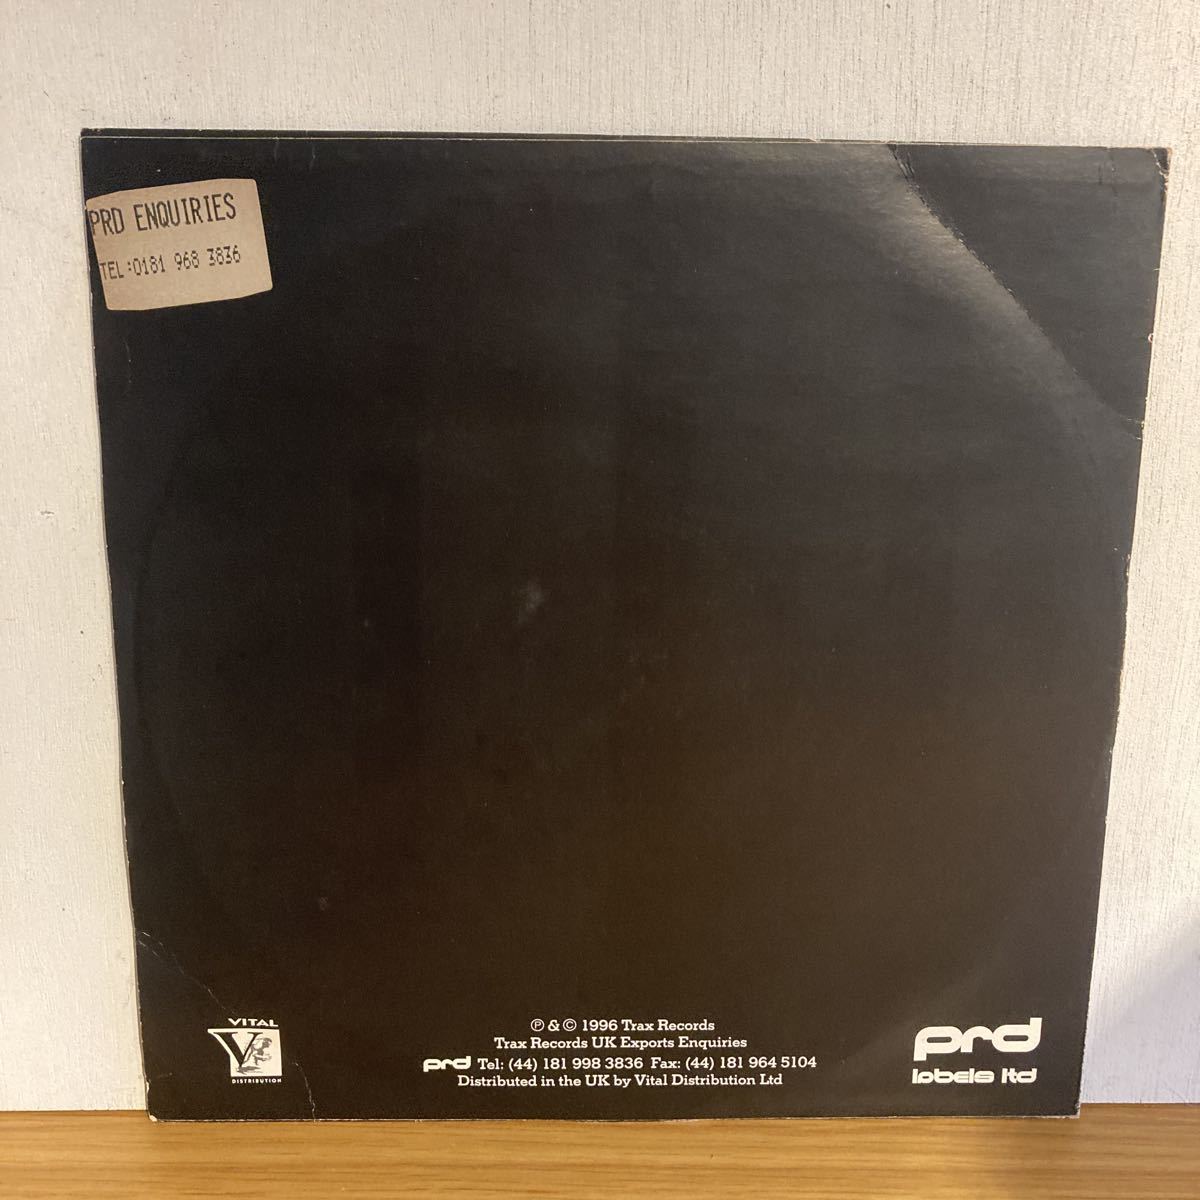 PRD ENQUIRIES
TEL:0181 968 3836
VITAL
V
DISTRIBUTION
℗ & © 1996 Trax Records
Trax Records UK Exports Enquiries
prd Tel: (44) 181 998 3836 Fax: (44) 181 964 5104
Distributed in the UK by Vital Distribution Ltd
prd
labels ltd